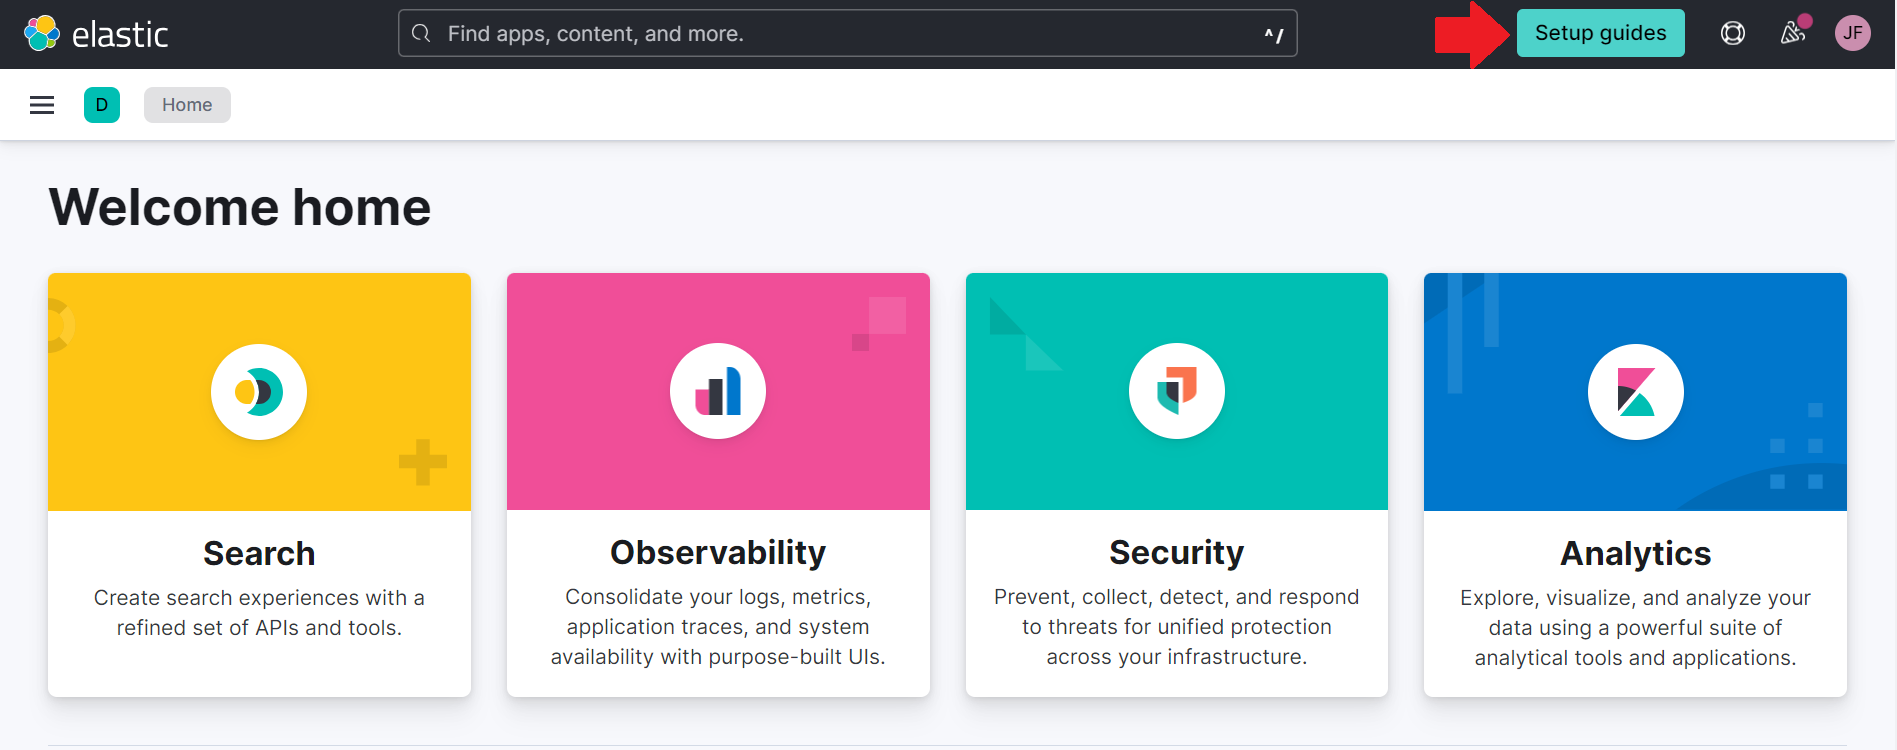 elastic
Find apps, content, and more.
^/
Setup guides
JF
D
Home
Welcome home
Search
Create search experiences with a
refined set of APIs and tools.
Observability
Consolidate your logs, metrics,
application traces, and system
availability with purpose-built UIs.
Security
Prevent, collect, detect, and respond
to threats for unified protection
across your infrastructure.
Analytics
Explore, visualize, and analyze your
data using a powerful suite of
analytical tools and applications.